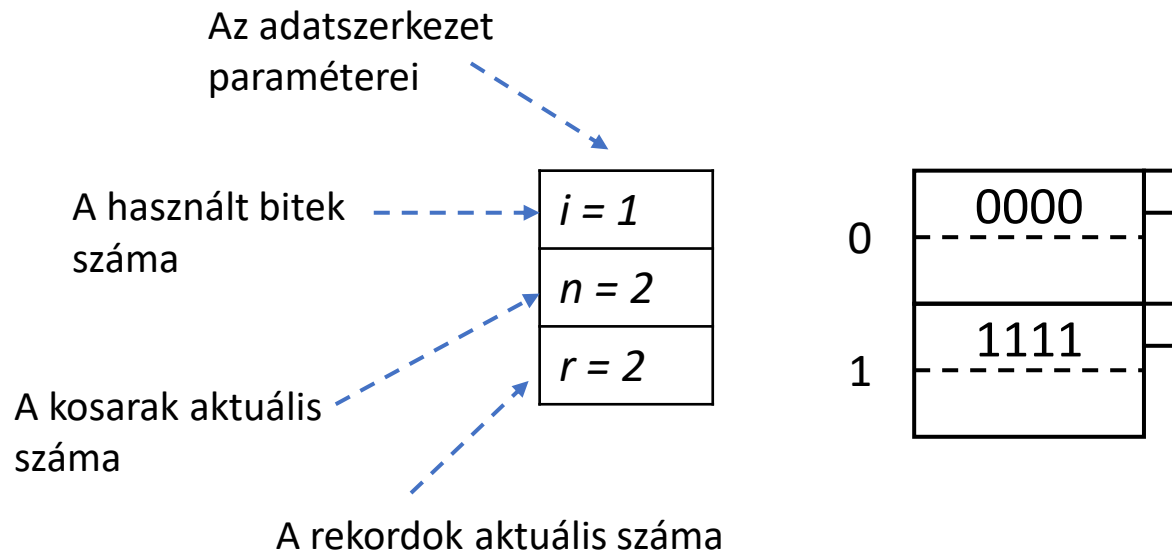 Az adatszerkezet
paraméterei
A használt bitek
száma
A kosarak aktuális
száma
A rekordok aktuális száma
i = 1
n = 2
r = 2
0
0000
1
1111